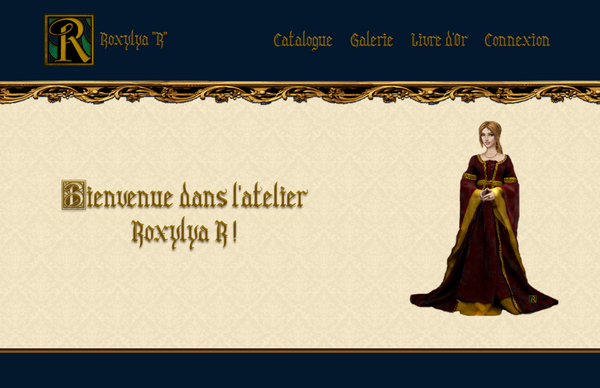 R
Roxylya "R"
Catalogue Galerie Livre d'Or Connexion
Bienvenue dans l'atelier
Roxylya R !